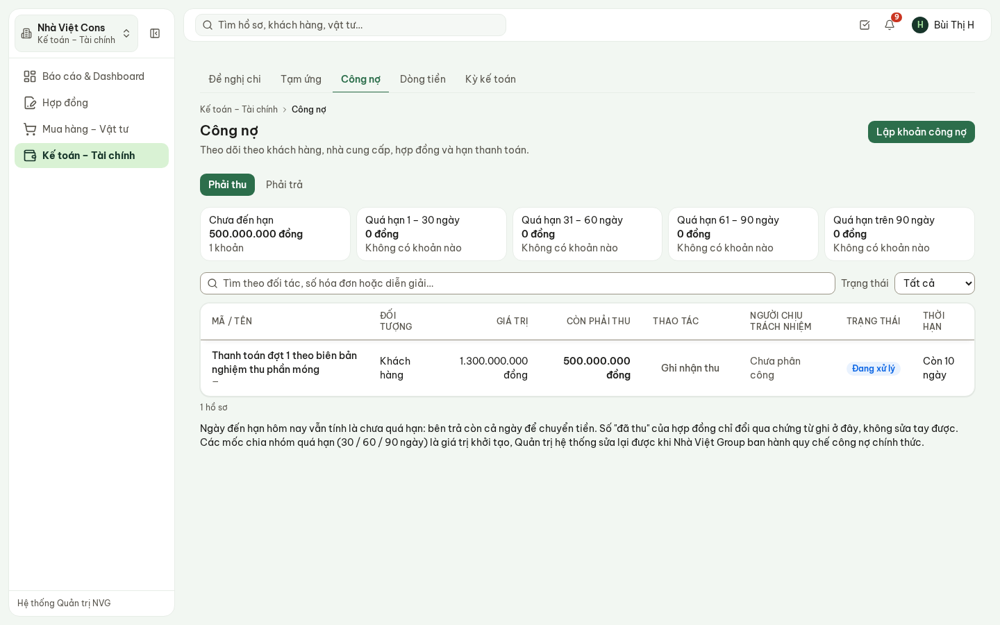 Nhà Việt Cons
Kế toán – Tài chính
Tìm hồ sơ, khách hàng, vật tư...
9
H
Bùi Thị H
Báo cáo & Dashboard
Hợp đồng
Mua hàng – Vật tư
Kế toán – Tài chính
Hệ thống Quản trị NVG
Đề nghị chi
Tạm ứng
Công nợ
Dòng tiền
Kỳ kế toán
Kế toán – Tài chính > Công nợ
Công nợ
Lập khoản công nợ
Theo dõi theo khách hàng, nhà cung cấp, hợp đồng và hạn thanh toán.
Phải thu
Phải trả
Chưa đến hạn
500.000.000 đồng
1 khoản
Quá hạn 1 – 30 ngày
0 đồng
Không có khoản nào
Quá hạn 31 – 60 ngày
0 đồng
Không có khoản nào
Quá hạn 61 – 90 ngày
0 đồng
Không có khoản nào
Quá hạn trên 90 ngày
0 đồng
Không có khoản nào
Tìm theo đối tác, số hóa đơn hoặc diễn giải...
Trạng thái
Tất cả
MÃ / TÊN
ĐỐI
TƯỢNG
GIÁ TRỊ
CÒN PHẢI THU
THAO TÁC
NGƯỜI CHỊU
TRÁCH NHIỆM
TRẠNG THÁI
THỜI
HẠN
Thanh toán đợt 1 theo biên bản
nghiệm thu phần móng
—
Khách
hàng
1.300.000.000
đồng
500.000.000
đồng
Ghi nhận thu
Chưa phân
công
Đang xử lý
Còn 10
ngày
1 hồ sơ
Ngày đến hạn hôm nay vẫn tính là chưa quá hạn: bên trả còn cả ngày để chuyển tiền. Số "đã thu" của hợp đồng chỉ đổi qua chứng từ ghi ở đây, không sửa tay được.
Các mốc chia nhóm quá hạn (30 / 60 / 90 ngày) là giá trị khởi tạo, Quản trị hệ thống sửa lại được khi Nhà Việt Group ban hành quy chế công nợ chính thức.